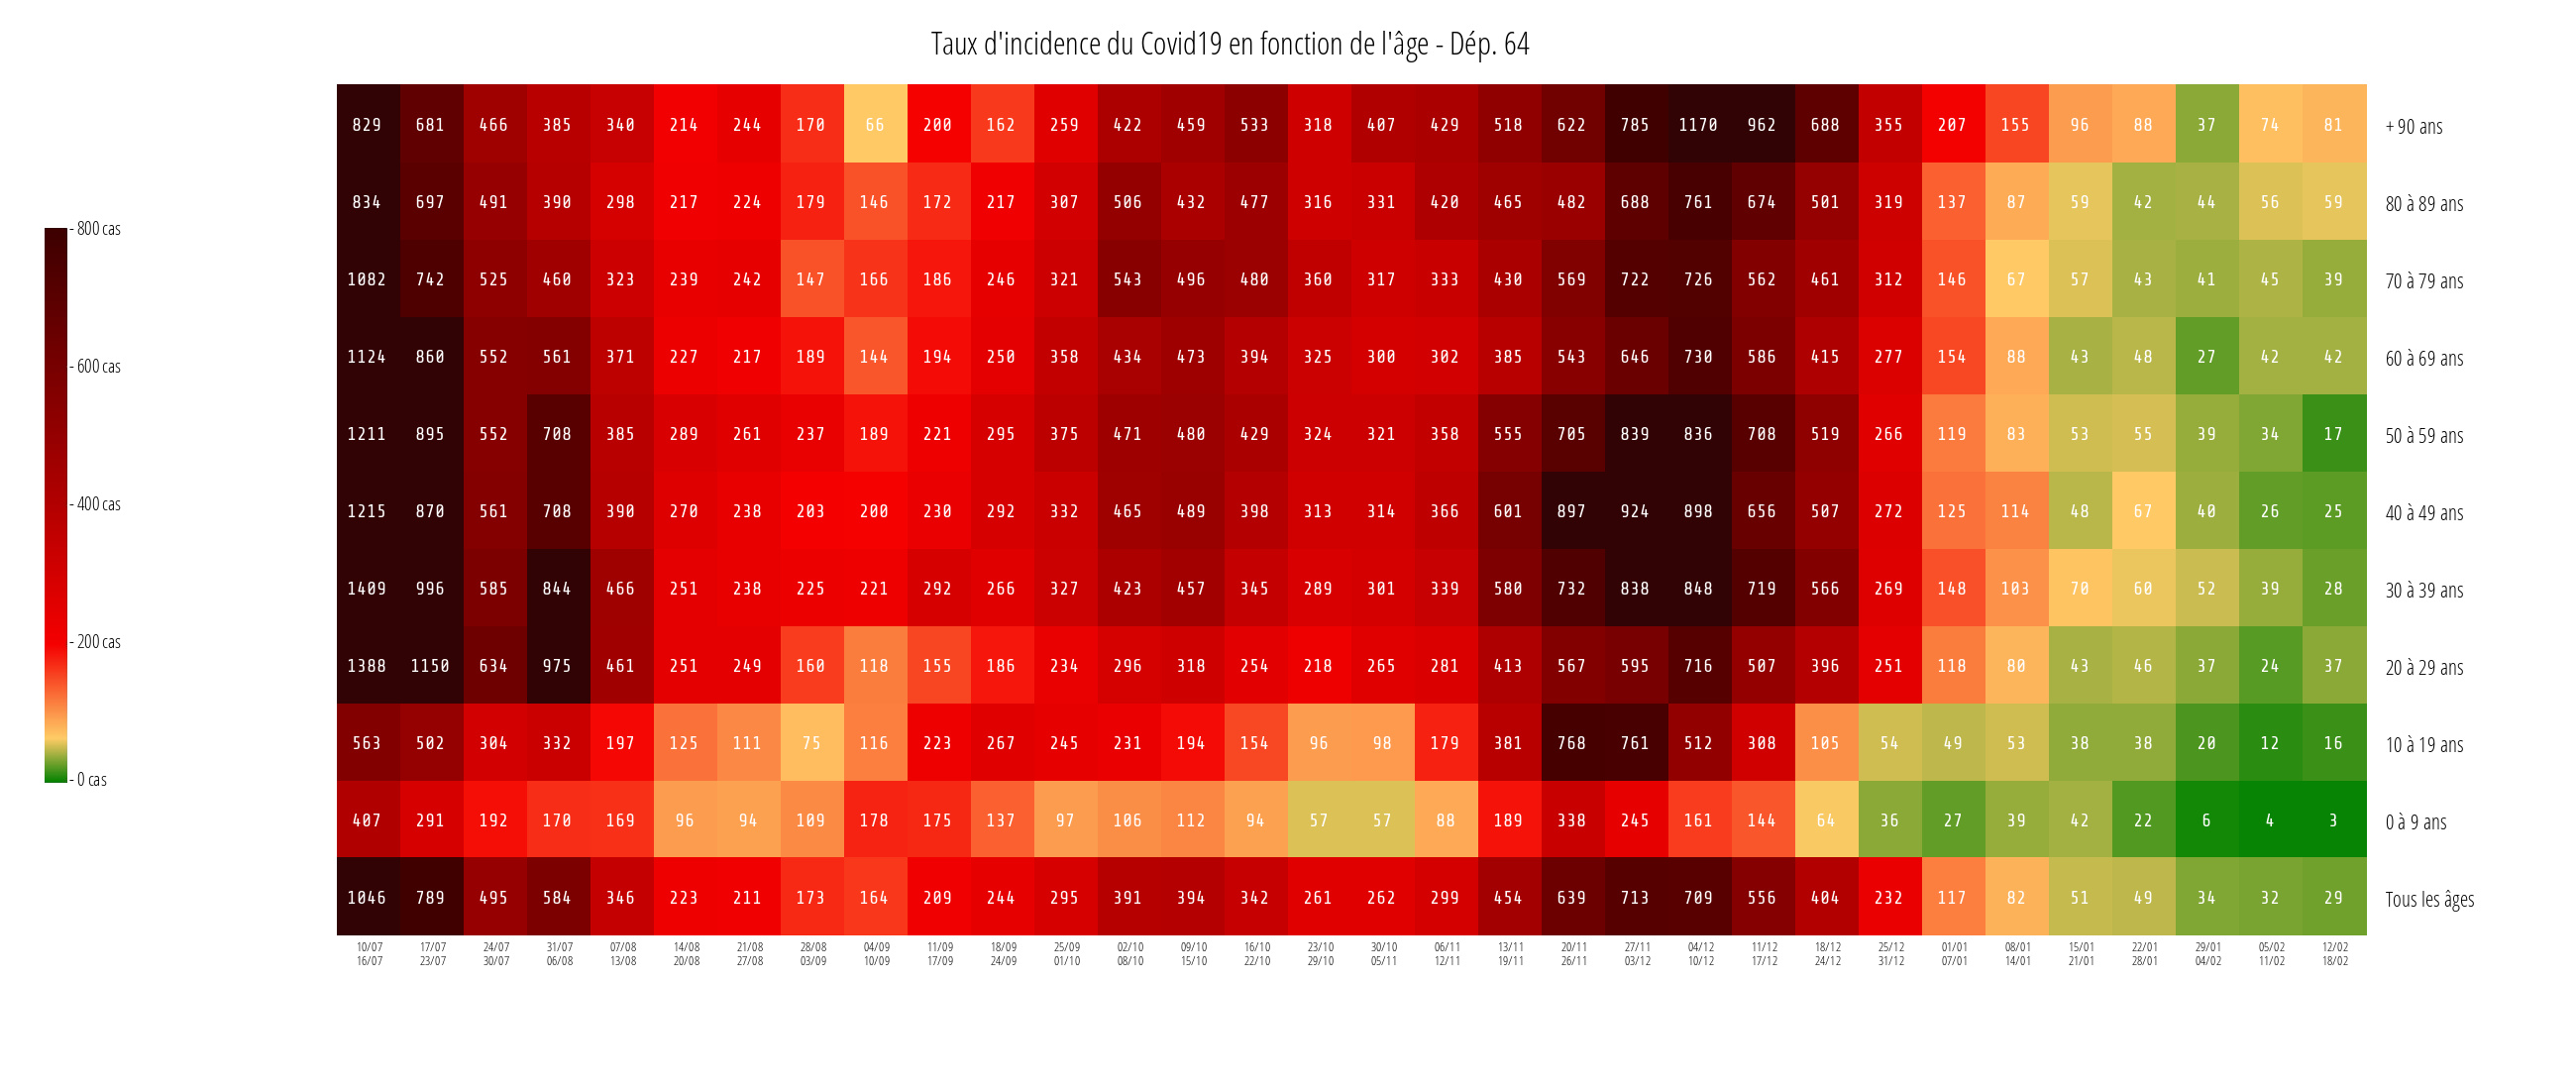 Taux d'incidence du Covid19 en fonction de l'âge - Dép. 64
- 800 cas
- 600 cas
- 400 cas
- 200 cas
- 0 cas
829 681 466 385 340 214 244 170 66 200 162 259 422 459 533 318 407 429 518 622 785 1170 962 688 355 207 155 96 88 37 74 81 + 90 ans
834 697 491 390 298 217 224 179 146 172 217 307 506 432 477 316 331 420 465 482 688 761 674 501 319 137 87 59 42 44 56 59 80 à 89 ans
1082 742 525 460 323 239 242 147 166 186 246 321 543 496 480 360 317 333 430 569 722 726 562 461 312 146 67 57 43 41 45 39 70 à 79 ans
1124 860 552 561 371 227 217 189 144 194 250 358 434 473 394 325 300 302 385 543 646 730 586 415 277 154 88 43 48 27 42 42 60 à 69 ans
1211 895 552 708 385 289 261 237 189 221 295 375 471 480 429 324 321 358 555 705 839 836 708 519 266 119 83 53 55 39 34 17 50 à 59 ans
1215 870 561 708 390 270 238 203 200 230 292 332 465 489 398 313 314 366 601 897 924 898 656 507 272 125 114 48 67 40 26 25 40 à 49 ans
1409 996 585 844 466 251 238 225 221 292 266 327 423 457 345 289 301 339 580 732 838 848 719 566 269 148 103 70 60 52 39 28 30 à 39 ans
1388 1150 634 975 461 251 249 160 118 155 186 234 296 318 254 218 265 281 413 567 595 716 507 396 251 118 80 43 46 37 24 37 20 à 29 ans
563 502 304 332 197 125 111 75 116 223 267 245 231 194 154 96 98 179 381 768 761 512 308 105 54 49 53 38 38 20 12 16 10 à 19 ans
407 291 192 170 169 96 94 109 178 175 137 97 106 112 94 57 57 88 189 338 245 161 144 64 36 27 39 42 22 6 4 3 0 à 9 ans
1046 789 495 584 346 223 211 173 164 209 244 295 391 394 342 261 262 299 454 639 713 709 556 404 232 117 82 51 49 34 32 29 Tous les âges
10/07 17/07 24/07 31/07 07/08 14/08 21/08 28/08 04/09 11/09 18/09 25/09 02/10 09/10 16/10 23/10 30/10 06/11 13/11 20/11 27/11 04/12 11/12 18/12 25/12 01/01 08/01 15/01 22/01 29/01 05/02 12/02
16/07 23/07 30/07 06/08 13/08 20/08 27/08 03/09 10/09 17/09 24/09 01/10 08/10 15/10 22/10 29/10 05/11 12/11 19/11 26/11 03/12 10/12 17/12 24/12 31/12 07/01 14/01 21/01 28/01 04/02 11/02 18/02